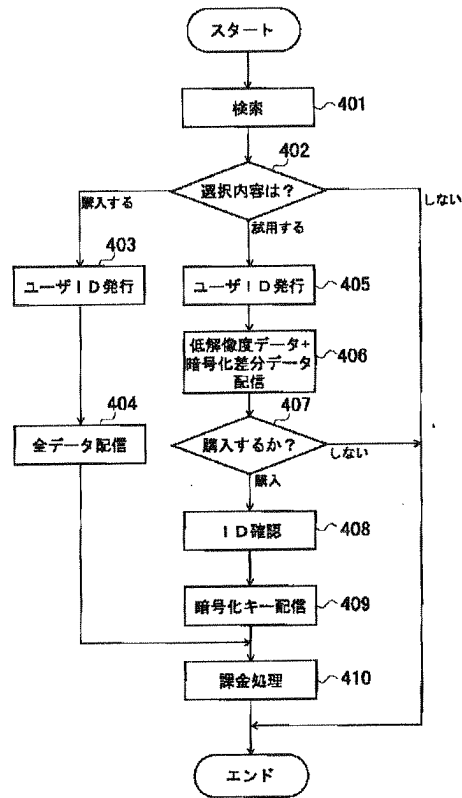 スタート
検索
401
402
選択内容は?
購入する
試用する
しない
403
ユーザID発行
ユーザID発行
405
低解像度データ+
暗号化差分データ
配信
406
404
全データ配信
407
購入するか?
しない
購入
ID確認
408
暗号化キー配信
409
課金処理
410
エンド